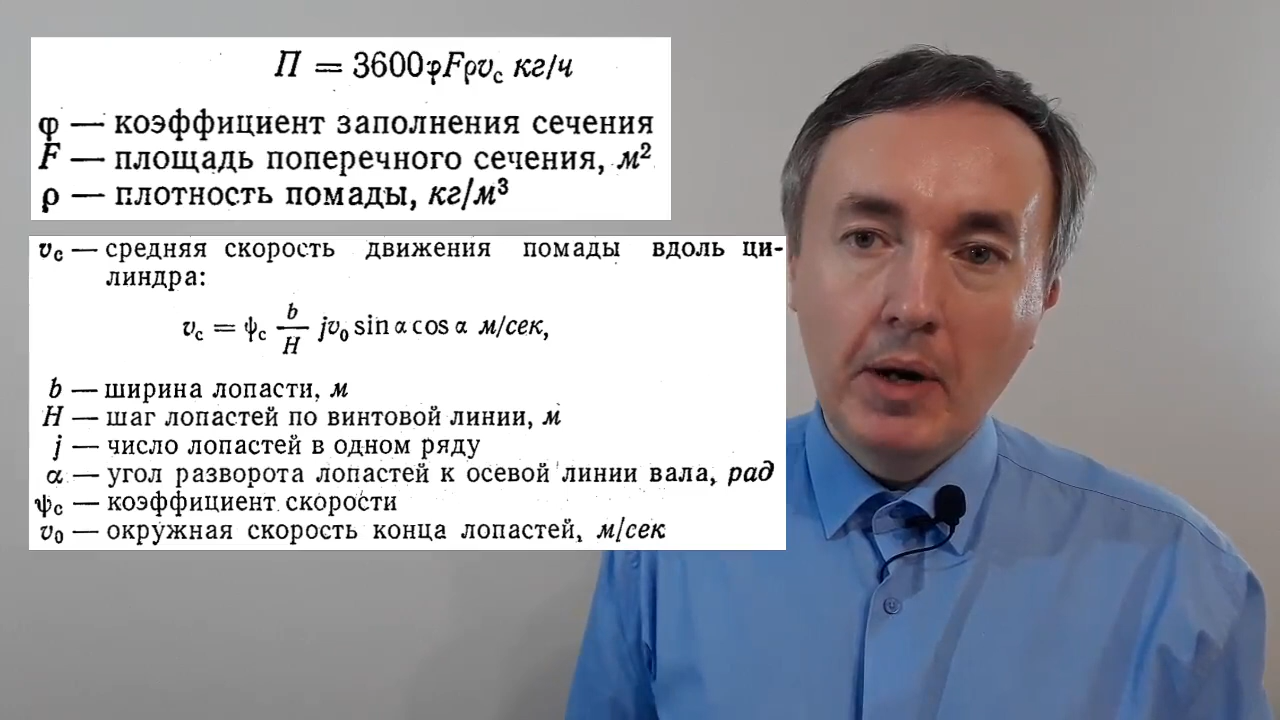 П = 3600φFρv_c кг/ч
φ — коэффициент заполнения сечения
F — площадь поперечного сечения, м²
ρ — плотность помады, кг/м³
v_c — средняя скорость движения помады вдоль ци-
линдра:
v_c = ψ_c b/H jv₀ sin α cos α м/сек,
b — ширина лопасти, м
H — шаг лопастей по винтовой линии, м
j — число лопастей в одном ряду
α — угол разворота лопастей к осевой линии вала, рад
ψ_c — коэффициент скорости
v₀ — окружная скорость конца лопастей, м/сек